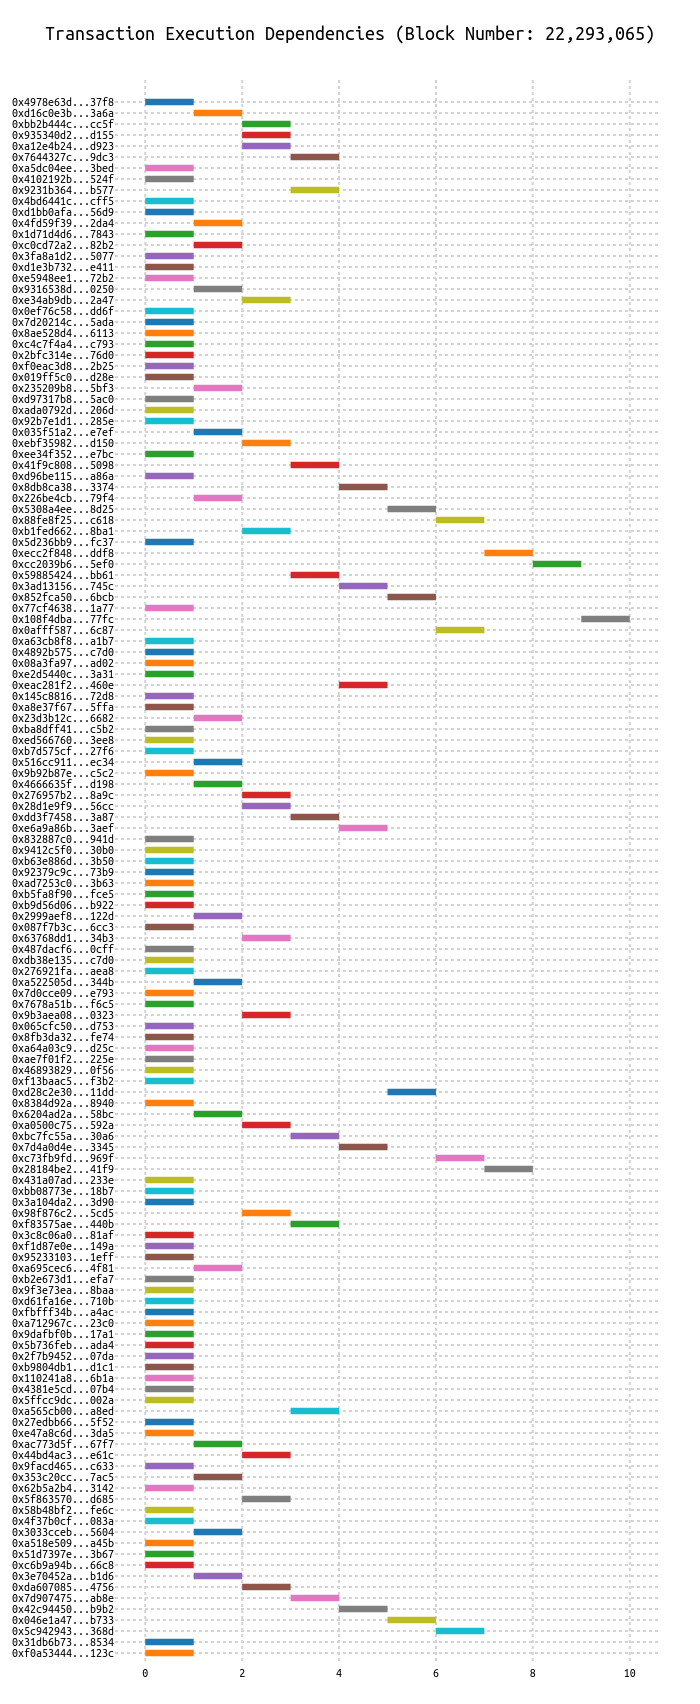 Transaction Execution Dependencies (Block Number: 22,293,065)
0x4978e63d...37f8
0xd16c0e3b...3a6a
0xbb2b444c...cc5f
0x935340d2...d155
0xa12e4b24...d923
0x7644327c...9dc3
0xa5dc04ee...3bed
0x4102192b...524f
0x9231b364...b577
0x4bd6441c...cff5
0xd1bb0afa...56d9
0x4fd59f39...2da4
0x1d71d4d6...7843
0xc0cd72a2...82b2
0x3fa8a1d2...5077
0xd1e3b732...e411
0xe5948ee1...72b2
0x9316538d...0250
0xe34ab9db...2a47
0x0ef76c58...dd6f
0x7d20214c...5ada
0x8ae528d4...6113
0xc4c7f4a4...c793
0x2bfc314e...76d0
0xf0eac3d8...2b25
0x019ff5c0...d28e
0x235209b8...5bf3
0xd97317b8...5ac0
0xada0792d...206d
0x92b7e1d1...285e
0x035f51a2...e7ef
0xebf35982...d150
0xee34f352...e7bc
0x41f9c808...5098
0xd96be115...a86a
0x8db8ca38...3374
0x226be4cb...79f4
0x5308a4ee...8d25
0x88fe8f25...c618
0xb1fed662...8ba1
0x5d236bb9...fc37
0xecc2f848...ddf8
0xcc2039b6...5ef0
0x59885424...bb61
0x3ad13156...745c
0x852fca50...6bcb
0x77cf4638...1a77
0x108f4dba...77fc
0x0afff587...6c87
0xa63cb8f8...a1b7
0x4892b575...c7d0
0x08a3fa97...ad02
0xe2d5440c...3a31
0xeac281f2...460e
0x145c8816...72d8
0xa8e37f67...5ffa
0x23d3b12c...6682
0xba8dff41...c5b2
0xed566760...3ee8
0xb7d575cf...27f6
0x516cc911...ec34
0x9b92b87e...c5c2
0x4666635f...d198
0x276957b2...8a9c
0x28d1e9f9...56cc
0xdd3f7458...3a87
0xe6a9a86b...3aef
0x832887c0...941d
0x9412c5f0...30b0
0xb63e886d...3b50
0x92379c9c...73b9
0xad7253c0...3b63
0xb5fa8f90...fce5
0xb9d56d06...b922
0x2999aef8...122d
0x087f7b3c...6cc3
0x63768dd1...34b3
0x487dacf6...0cff
0xdb38e135...c7d0
0x276921fa...aea8
0xa522505d...344b
0x7d0cce09...e793
0x7678a51b...f6c5
0x9b3aea08...0323
0x065cfc50...d753
0x8fb3da32...fe74
0xa64a03c9...d25c
0xae7f01f2...225e
0x46893829...0f56
0xf13baac5...f3b2
0xd28c2e30...11dd
0x8384d92a...8940
0x6204ad2a...58bc
0xa0500c75...592a
0xbc7fc55a...30a6
0x7d4a0d4e...3345
0xc73fb9fd...969f
0x28184be2...41f9
0x431a07ad...233e
0xbb08773e...18b7
0x3a104da2...3d90
0x98f876c2...5cd5
0xf83575ae...440b
0x3c8c06a0...81af
0xf1d87e0e...149a
0x95233103...1eff
0xa695cec6...4f81
0xb2e673d1...efa7
0x9f3e73ea...8baa
0xd61fa16e...710b
0xfbfff34b...a4ac
0xa712967c...23c0
0x9dafbf0b...17a1
0x5b736feb...ada4
0x2f7b9452...07da
0xb9804db1...d1c1
0x110241a8...6b1a
0x4381e5cd...07b4
0x5ffcc9dc...002a
0xa565cb00...a8ed
0x27edbb66...5f52
0xe47a8c6d...3da5
0xac773d5f...67f7
0x44bd4ac3...e61c
0x9facd465...c633
0x353c20cc...7ac5
0x62b5a2b4...3142
0x5f863570...d685
0x58b48bf2...fe6c
0x4f37b0cf...083a
0x3033cceb...5604
0xa518e509...a45b
0x51d7397e...3b67
0xc6b9a94b...66c8
0x3e70452a...b1d6
0xda607085...4756
0x7d907475...ab8e
0x42c94450...b9b2
0x046e1a47...b733
0x5c942943...368d
0x31db6b73...8534
0xf0a53444...123c
0 2 4 6 8 10